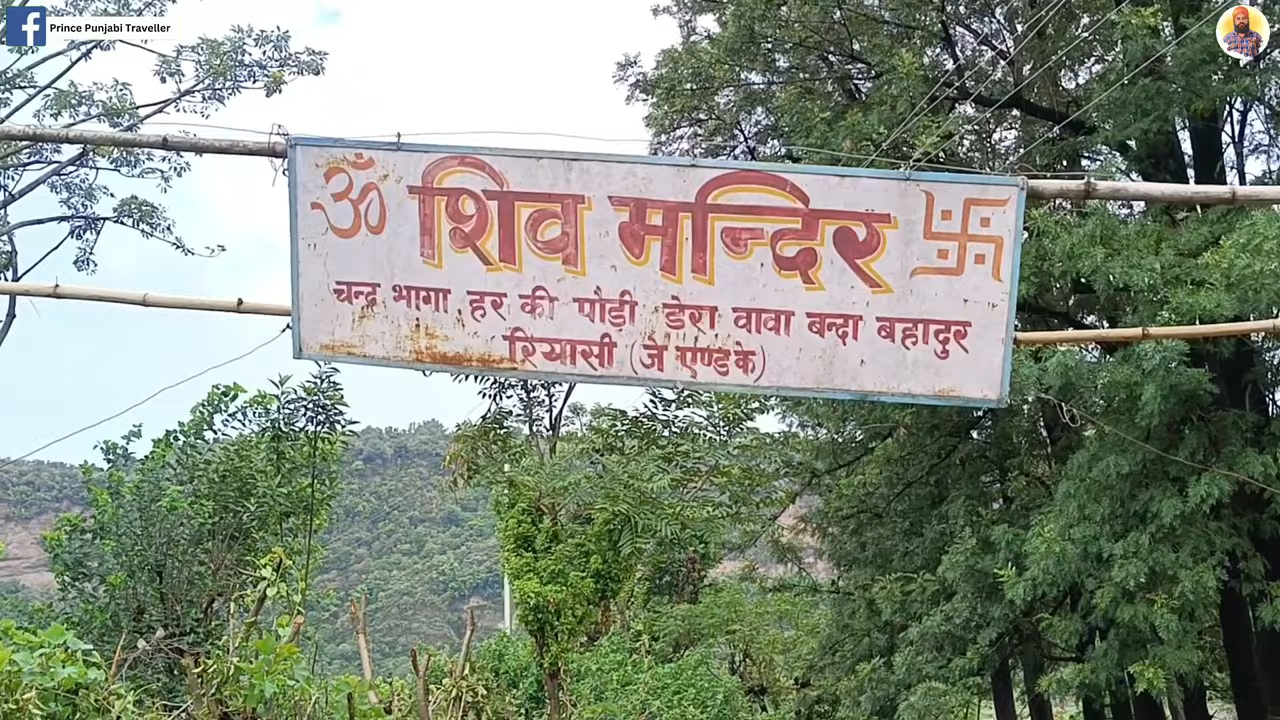 Prince Punjabi Traveller
ॐ शिव मन्दिर 卐
चन्द्र भागा हर की पौड़ी डेरा वावा बन्दा बहादुर
रियासी (जे एण्ड के)